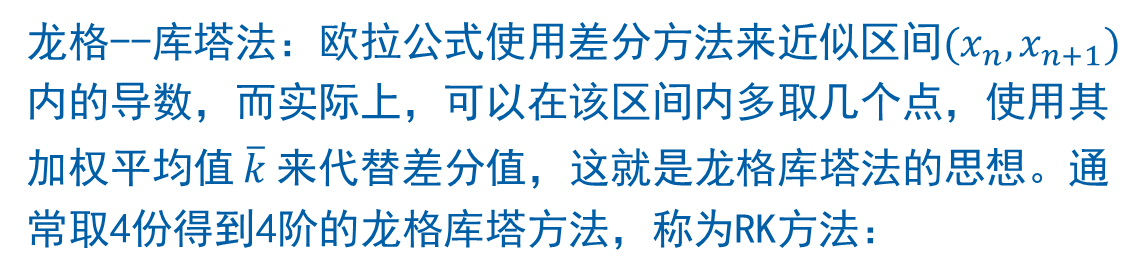 龙格--库塔法：欧拉公式使用差分方法来近似区间(xₙ,xₙ₊₁)
内的导数，而实际上，可以在该区间内多取几个点，使用其
加权平均值 k̄ 来代替差分值，这就是龙格库塔法的思想。通
常取4份得到4阶的龙格库塔方法，称为RK方法：